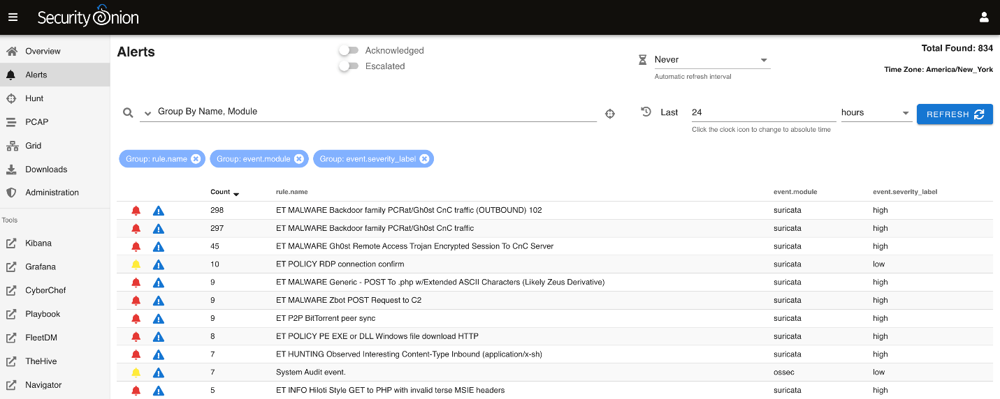 Security Onion
Overview
Alerts
Hunt
PCAP
Grid
Downloads
Administration
Tools
Kibana
Grafana
CyberChef
Playbook
FleetDM
TheHive
Navigator
Alerts
Acknowledged
Escalated
Never
Automatic refresh interval
Total Found: 834
Time Zone: America/New_York
Group By Name, Module
Last 24 hours REFRESH
Click the clock icon to change to absolute time
Group: rule.name Group: event.module Group: event.severity_label
Count rule.name event.module event.severity_label
298 ET MALWARE Backdoor family PCRat/Gh0st CnC traffic (OUTBOUND) 102 suricata high
297 ET MALWARE Backdoor family PCRat/Gh0st CnC traffic suricata high
45 ET MALWARE Gh0st Remote Access Trojan Encrypted Session To CnC Server suricata high
10 ET POLICY RDP connection confirm suricata low
9 ET MALWARE Generic - POST To .php w/Extended ASCII Characters (Likely Zeus Derivative) suricata high
9 ET MALWARE Zbot POST Request to C2 suricata high
9 ET P2P BitTorrent peer sync suricata high
8 ET POLICY PE EXE or DLL Windows file download HTTP suricata high
7 ET HUNTING Observed Interesting Content-Type Inbound (application/x-sh) suricata high
7 System Audit event. ossec low
5 ET INFO Hiloti Style GET to PHP with invalid terse MSIE headers suricata high